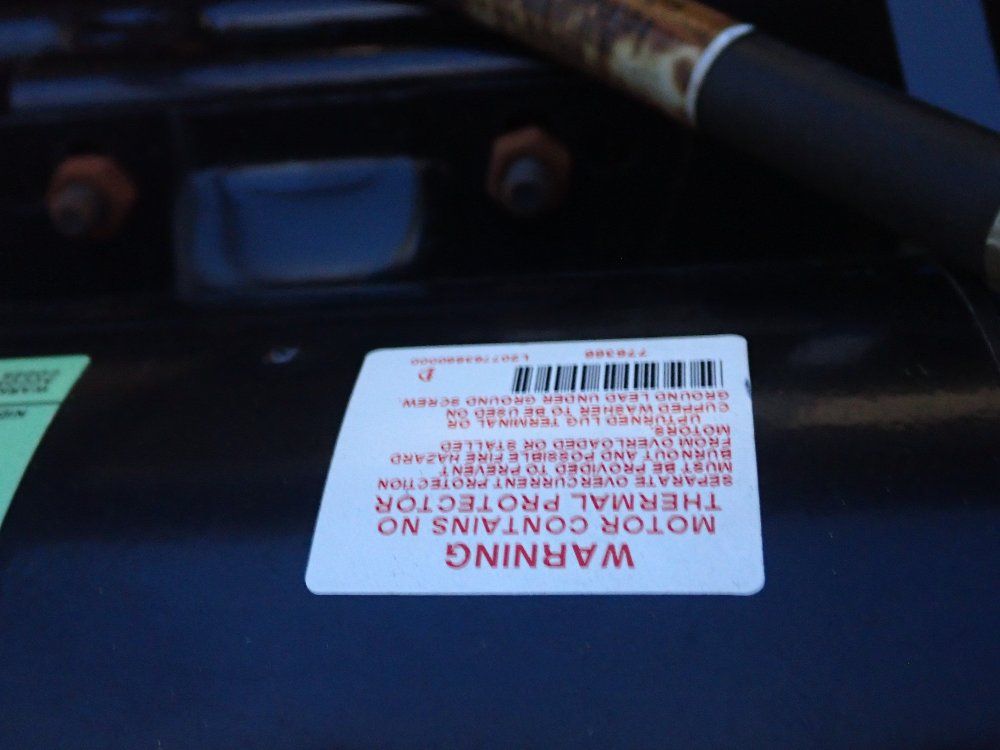 WARNING
MOTOR CONTAINS NO
THERMAL PROTECTOR
SEPARATE OVERCURRENT PROTECTION
MUST BE PROVIDED TO PREVENT
BURNOUT AND POSSIBLE FIRE HAZARD
FROM OVERLOADED OR STALLED
MOTORS.
UPTURNED LUG TERMINAL OR
CUPPED WASHER TO BE USED ON
GROUND LEAD UNDER GROUND SCREW.
D